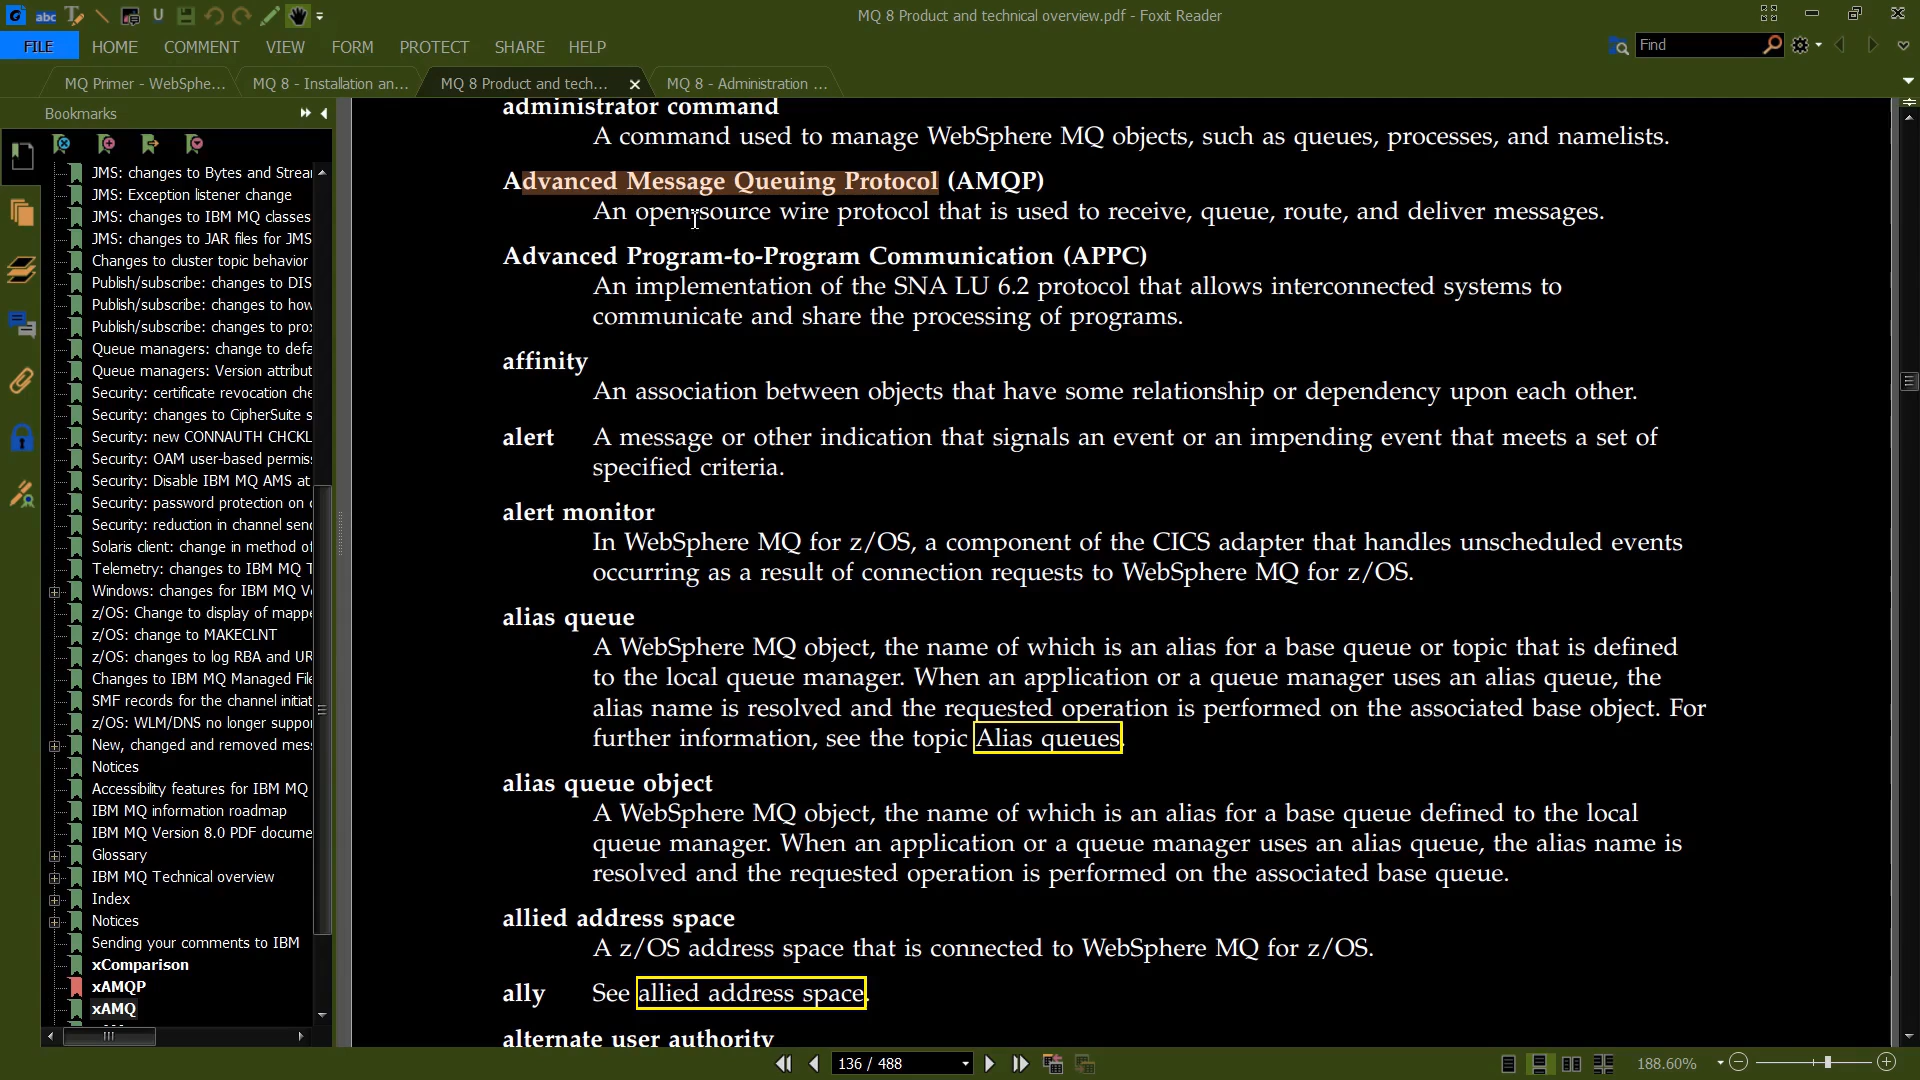 MQ 8 Product and technical overview.pdf - Foxit Reader
FILE HOME COMMENT VIEW FORM PROTECT SHARE HELP
Find
MQ Primer - WebSphe...
MQ 8 - Installation an...
MQ 8 Product and tech...
MQ 8 - Administration ...
Bookmarks
JMS: changes to Bytes and Strea
JMS: Exception listener change
JMS: changes to IBM MQ classes
JMS: changes to JAR files for JMS
Changes to cluster topic behavior
Publish/subscribe: changes to DIS
Publish/subscribe: changes to how
Publish/subscribe: changes to prox
Queue managers: change to defa
Queue managers: Version attribut
Security: certificate revocation che
Security: changes to CipherSuite s
Security: new CONNAUTH CHCKL
Security: OAM user-based permis
Security: Disable IBM MQ AMS at
Security: password protection on c
Security: reduction in channel senc
Solaris client: change in method of
Telemetry: changes to IBM MQ T
Windows: changes for IBM MQ Ve
z/OS: Change to display of mappe
z/OS: change to MAKECLNT
z/OS: changes to log RBA and UR
Changes to IBM MQ Managed File
SMF records for the channel initiat
z/OS: WLM/DNS no longer suppor
New, changed and removed mess
Notices
Accessibility features for IBM MQ
IBM MQ information roadmap
IBM MQ Version 8.0 PDF docume
Glossary
IBM MQ Technical overview
Index
Notices
Sending your comments to IBM
xComparison
xAMQP
xAMQ
administrator command
A command used to manage WebSphere MQ objects, such as queues, processes, and namelists.
Advanced Message Queuing Protocol (AMQP)
An open-source wire protocol that is used to receive, queue, route, and deliver messages.
Advanced Program-to-Program Communication (APPC)
An implementation of the SNA LU 6.2 protocol that allows interconnected systems to
communicate and share the processing of programs.
affinity
An association between objects that have some relationship or dependency upon each other.
alert A message or other indication that signals an event or an impending event that meets a set of
specified criteria.
alert monitor
In WebSphere MQ for z/OS, a component of the CICS adapter that handles unscheduled events
occurring as a result of connection requests to WebSphere MQ for z/OS.
alias queue
A WebSphere MQ object, the name of which is an alias for a base queue or topic that is defined
to the local queue manager. When an application or a queue manager uses an alias queue, the
alias name is resolved and the requested operation is performed on the associated base object. For
further information, see the topic Alias queues.
alias queue object
A WebSphere MQ object, the name of which is an alias for a base queue defined to the local
queue manager. When an application or a queue manager uses an alias queue, the alias name is
resolved and the requested operation is performed on the associated base queue.
allied address space
A z/OS address space that is connected to WebSphere MQ for z/OS.
ally See allied address space.
alternate user authority
136 / 488
188.60%